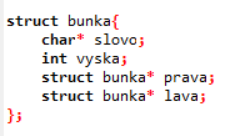 struct bunka{
    char* slovo;
    int vyska;
    struct bunka* prava;
    struct bunka* lava;
};